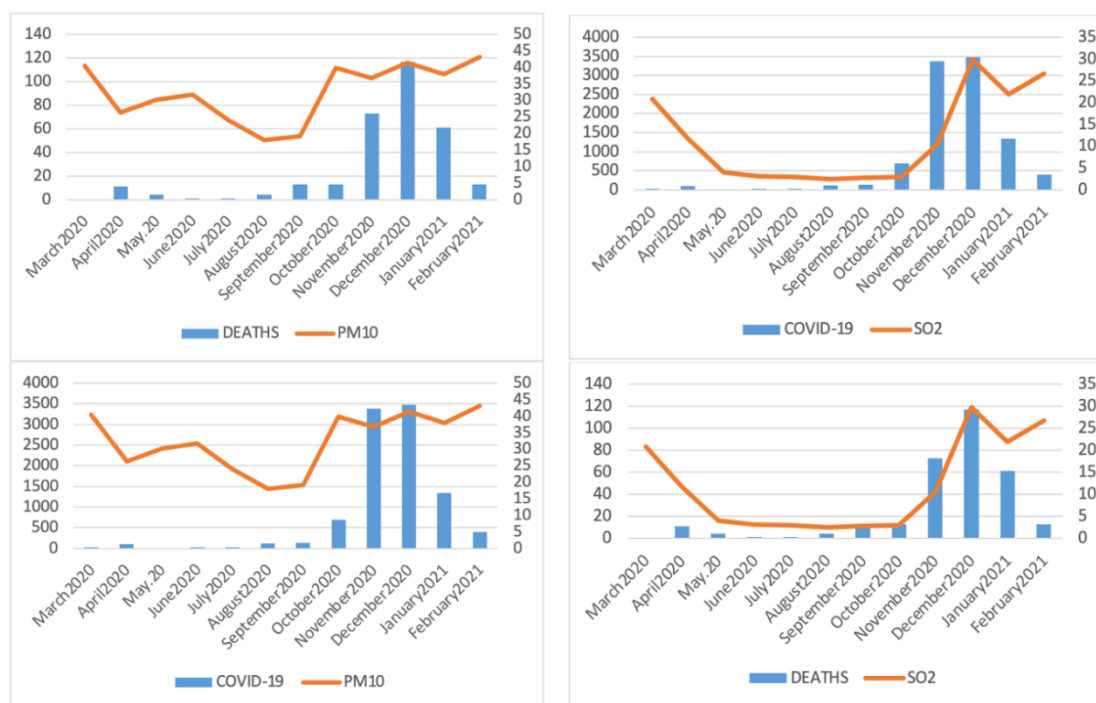 140
120
100
80
60
40
20
0
50
45
40
35
30
25
20
15
10
5
0
March2020
April2020
May.20
June2020
July2020
August2020
September2020
October2020
November2020
December2020
January2021
February2021
DEATHS PM10
4000
3500
3000
2500
2000
1500
1000
500
0
35
30
25
20
15
10
5
0
March2020
April2020
May.20
June2020
July2020
August2020
September2020
October2020
November2020
December2020
January2021
February2021
COVID-19 SO2
4000
3500
3000
2500
2000
1500
1000
500
0
50
45
40
35
30
25
20
15
10
5
0
March2020
April2020
May.20
June2020
July2020
August2020
September2020
October2020
November2020
December2020
January2021
February2021
COVID-19 PM10
140
120
100
80
60
40
20
0
35
30
25
20
15
10
5
0
March2020
April2020
May.20
June2020
July2020
August2020
September2020
October2020
November2020
December2020
January2021
February2021
DEATHS SO2